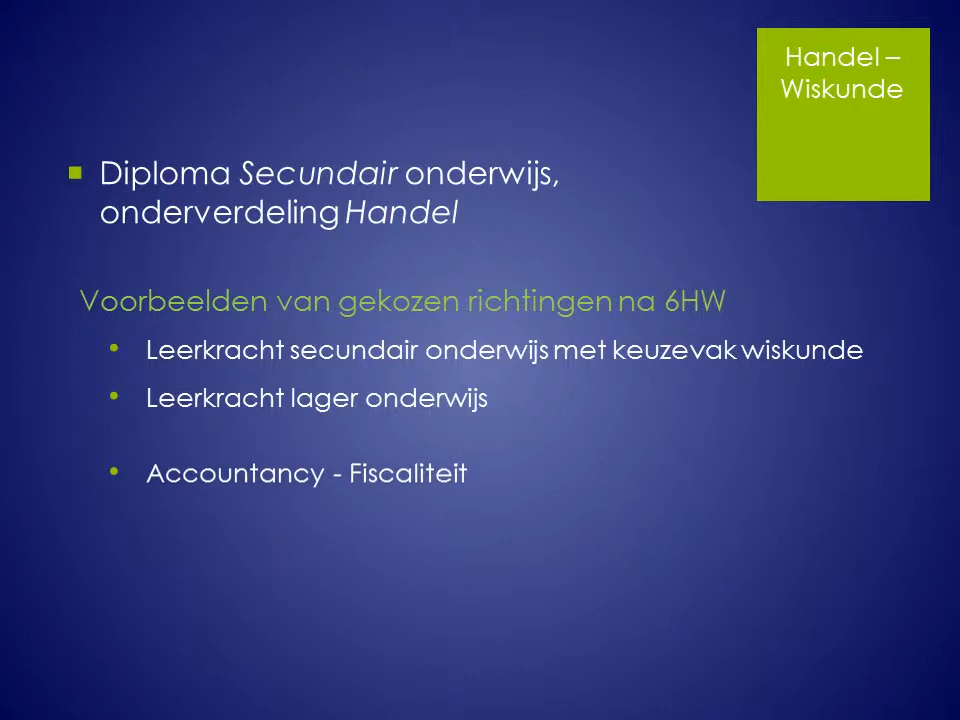 Handel –
Wiskunde
Diploma Secundair onderwijs,
onderverdeling Handel
Voorbeelden van gekozen richtingen na 6HW
Leerkracht secundair onderwijs met keuzevak wiskunde
Leerkracht lager onderwijs
Accountancy - Fiscaliteit